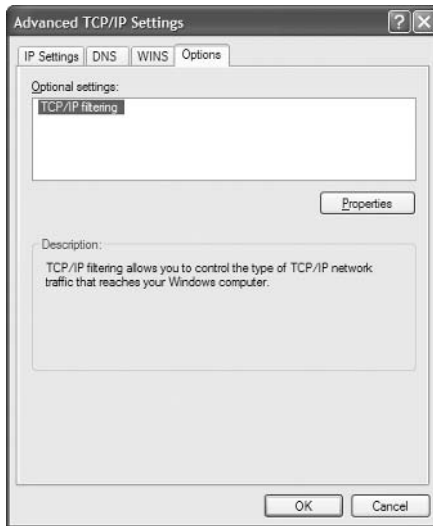 Advanced TCP/IP Settings
IP Settings DNS WINS Options
Optional settings:
TCP/IP filtering
Properties
Description:
TCP/IP filtering allows you to control the type of TCP/IP network
traffic that reaches your Windows computer.
OK Cancel